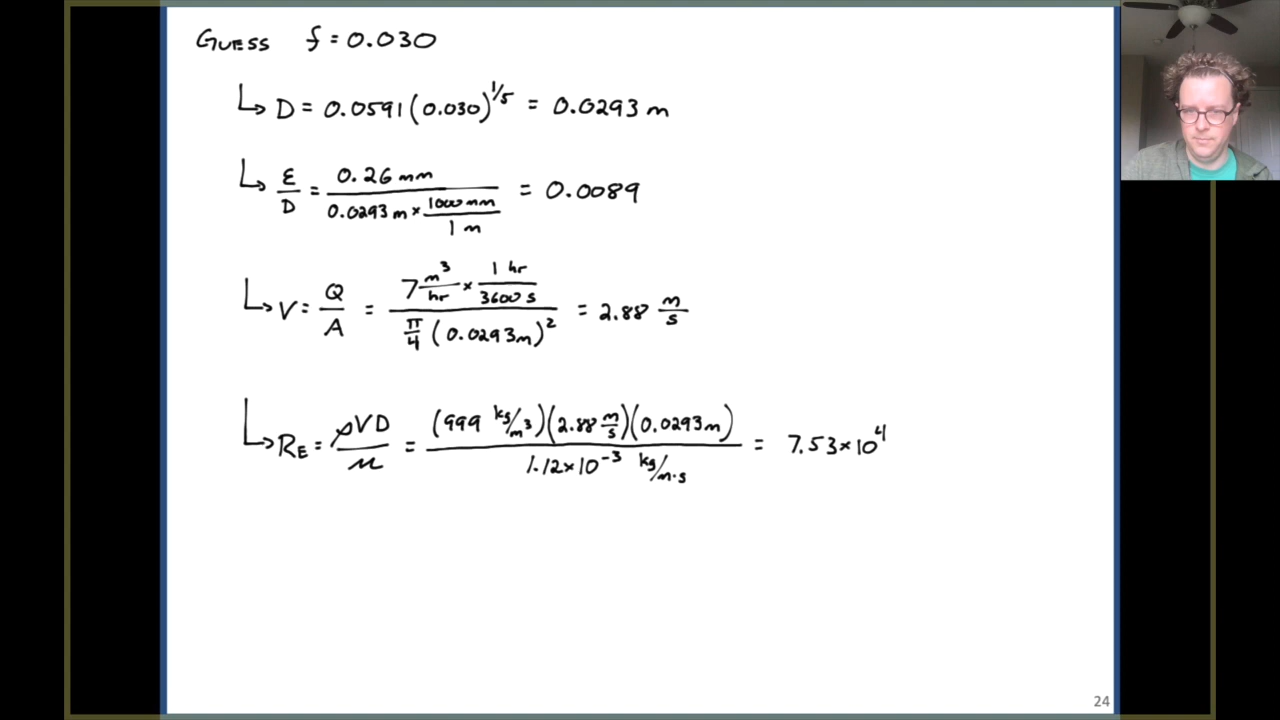 GUESS f = 0.030
↳ D = 0.0591 (0.030)^1/5 = 0.0293 m
↳ ε/D = 0.26 mm / (0.0293 m × 1000 mm / 1 m) = 0.0089
↳ V = Q/A = (7 m³/hr × 1 hr / 3600 s) / (π/4 (0.0293 m)²) = 2.88 m/s
↳ RE = ρVD/μ = (999 kg/m³)(2.88 m/s)(0.0293 m) / (1.12×10⁻³ kg/m·s) = 7.53×10⁴
24